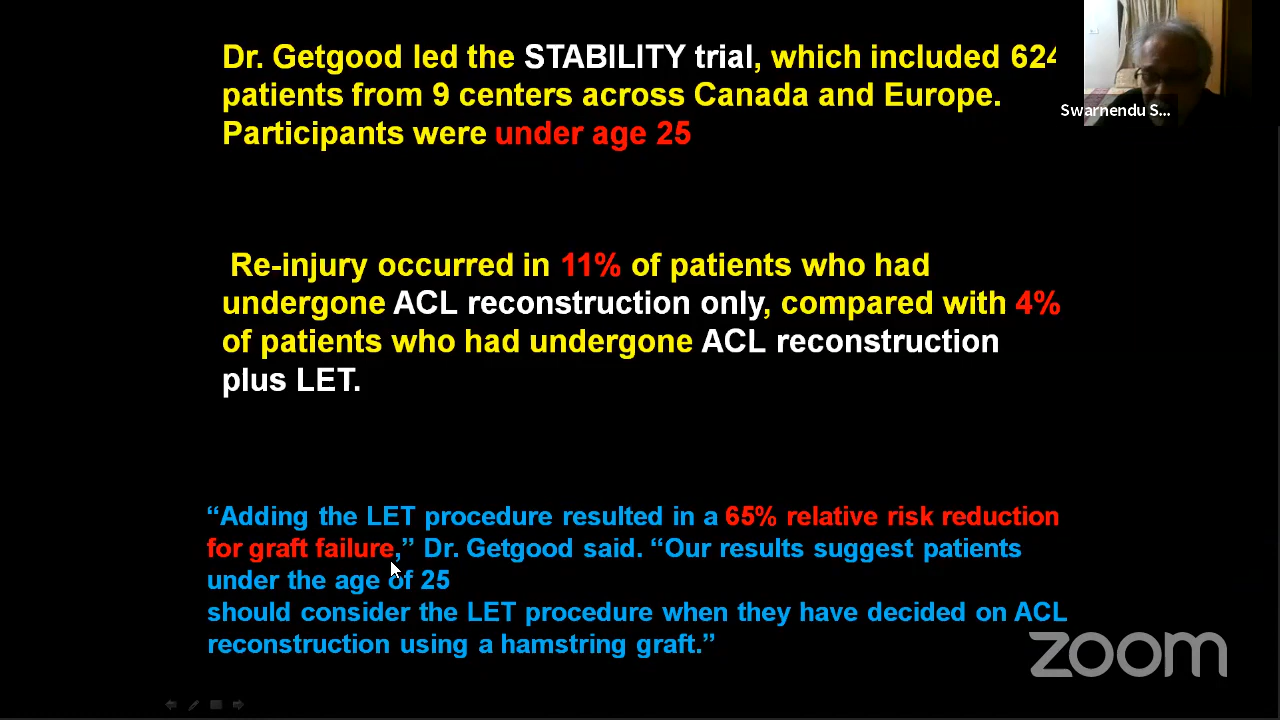 Dr. Getgood led the STABILITY trial, which included 624
patients from 9 centers across Canada and Europe.
Participants were under age 25
Swarnendu S...
Re-injury occurred in 11% of patients who had
undergone ACL reconstruction only, compared with 4%
of patients who had undergone ACL reconstruction
plus LET.
“Adding the LET procedure resulted in a 65% relative risk reduction
for graft failure,” Dr. Getgood said. “Our results suggest patients
under the age of 25
should consider the LET procedure when they have decided on ACL
reconstruction using a hamstring graft.”
zoom